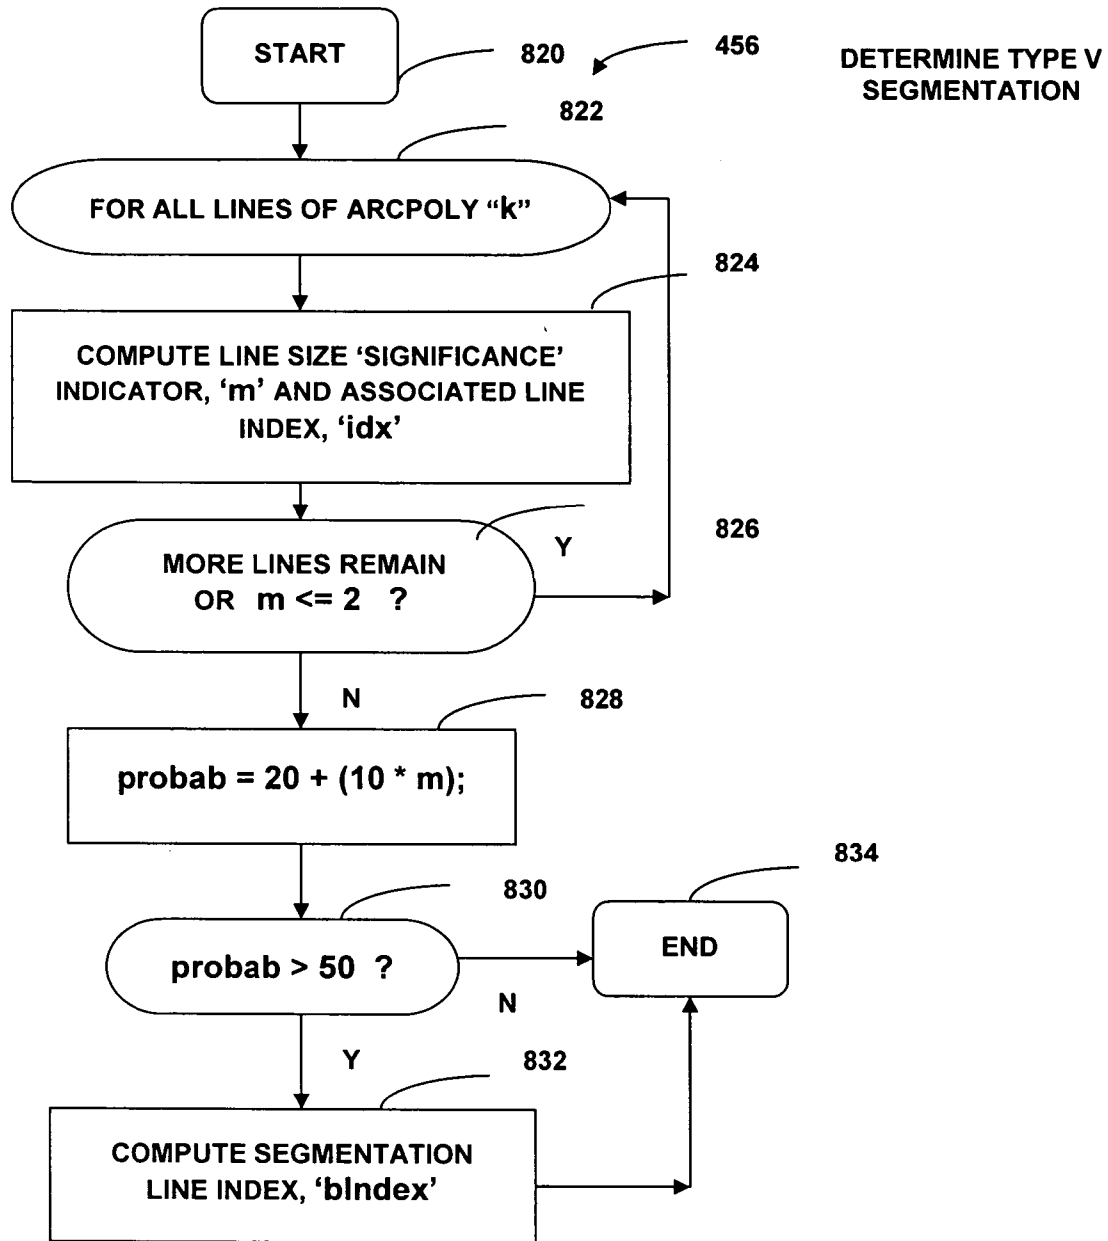 START
820
456
DETERMINE TYPE V
SEGMENTATION
822
FOR ALL LINES OF ARCPOLY “k”
824
COMPUTE LINE SIZE ‘SIGNIFICANCE’
INDICATOR, ‘m’ AND ASSOCIATED LINE
INDEX, ‘idx’
826
MORE LINES REMAIN
OR m <= 2 ?
Y
N
828
probab = 20 + (10 * m);
834
830
probab > 50 ?
END
N
Y
832
COMPUTE SEGMENTATION
LINE INDEX, ‘bIndex’